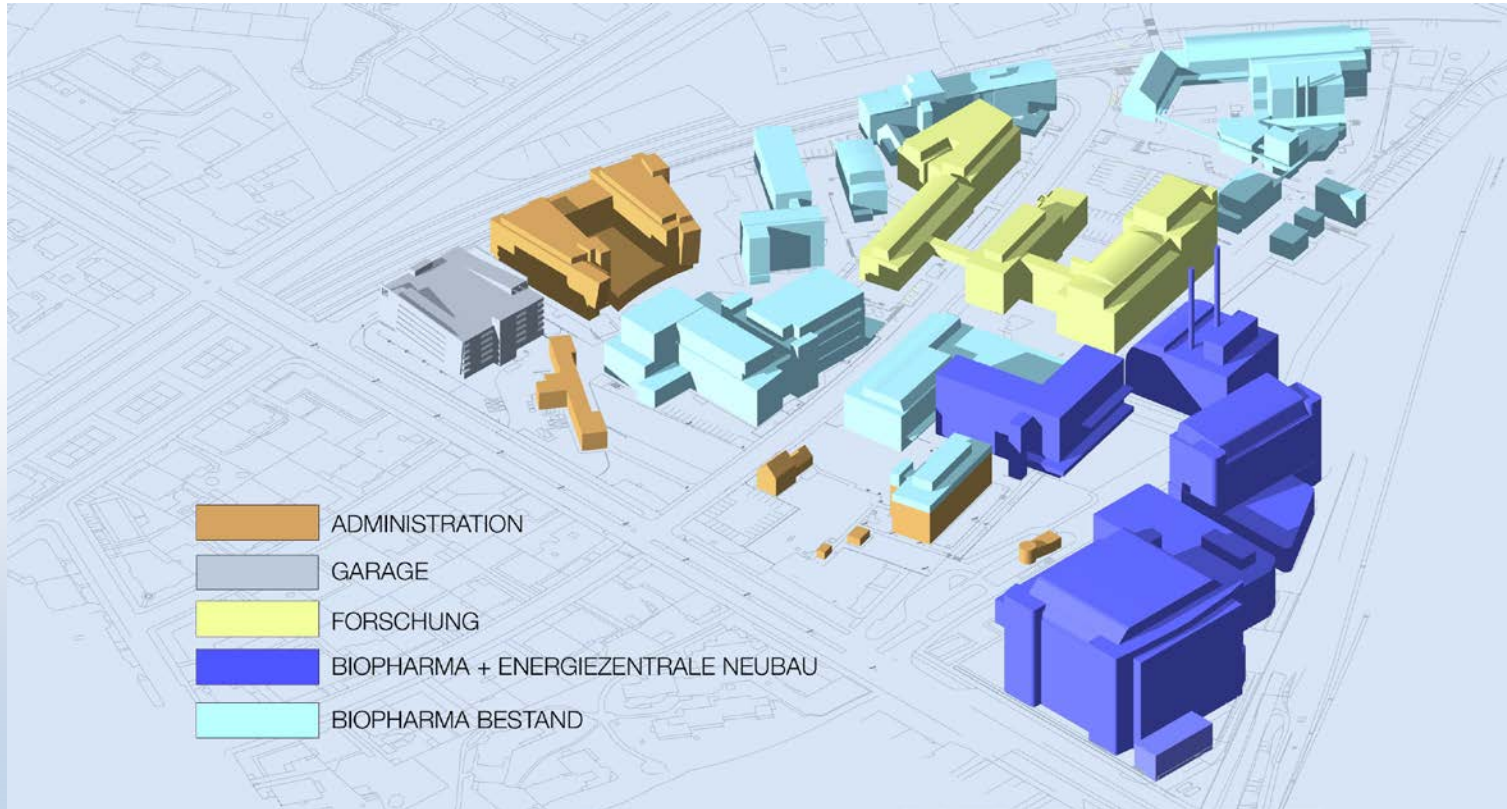 ADMINISTRATION
GARAGE
FORSCHUNG
BIOPHARMA + ENERGIEZENTRALE NEUBAU
BIOPHARMA BESTAND